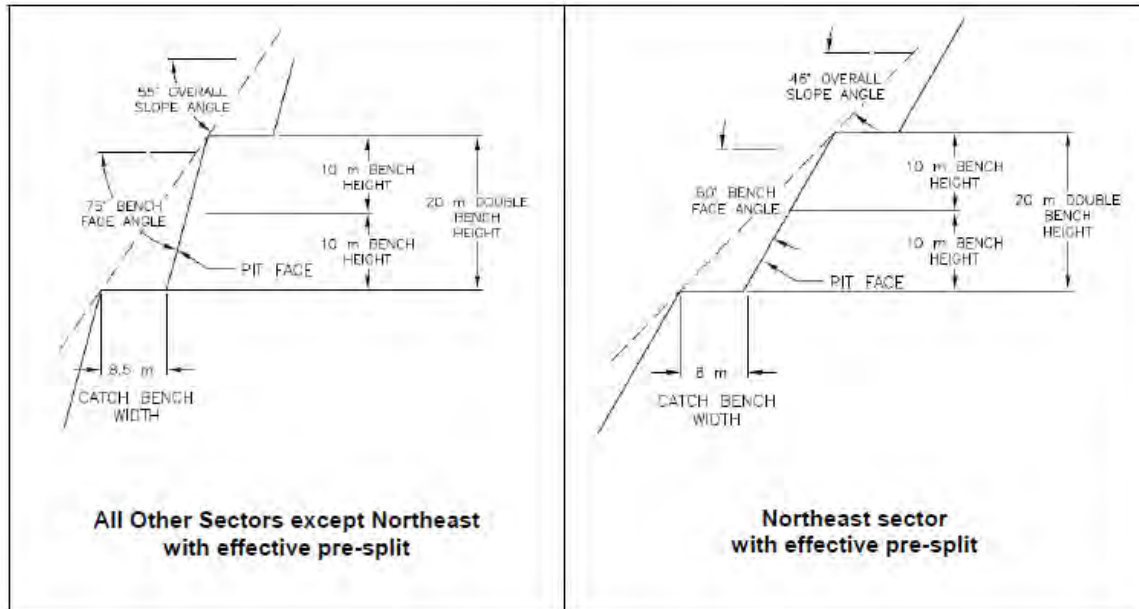 55° OVERALL
SLOPE ANGLE
75° BENCH
FACE ANGLE
10 m BENCH
HEIGHT
10 m BENCH
HEIGHT
20 m DOUBLE
BENCH
HEIGHT
PIT FACE
8.5 m
CATCH BENCH
WIDTH
All Other Sectors except Northeast
with effective pre-split
46° OVERALL
SLOPE ANGLE
60° BENCH
FACE ANGLE
10 m BENCH
HEIGHT
10 m BENCH
HEIGHT
20 m DOUBLE
BENCH
HEIGHT
PIT FACE
8 m
CATCH BENCH
WIDTH
Northeast sector
with effective pre-split